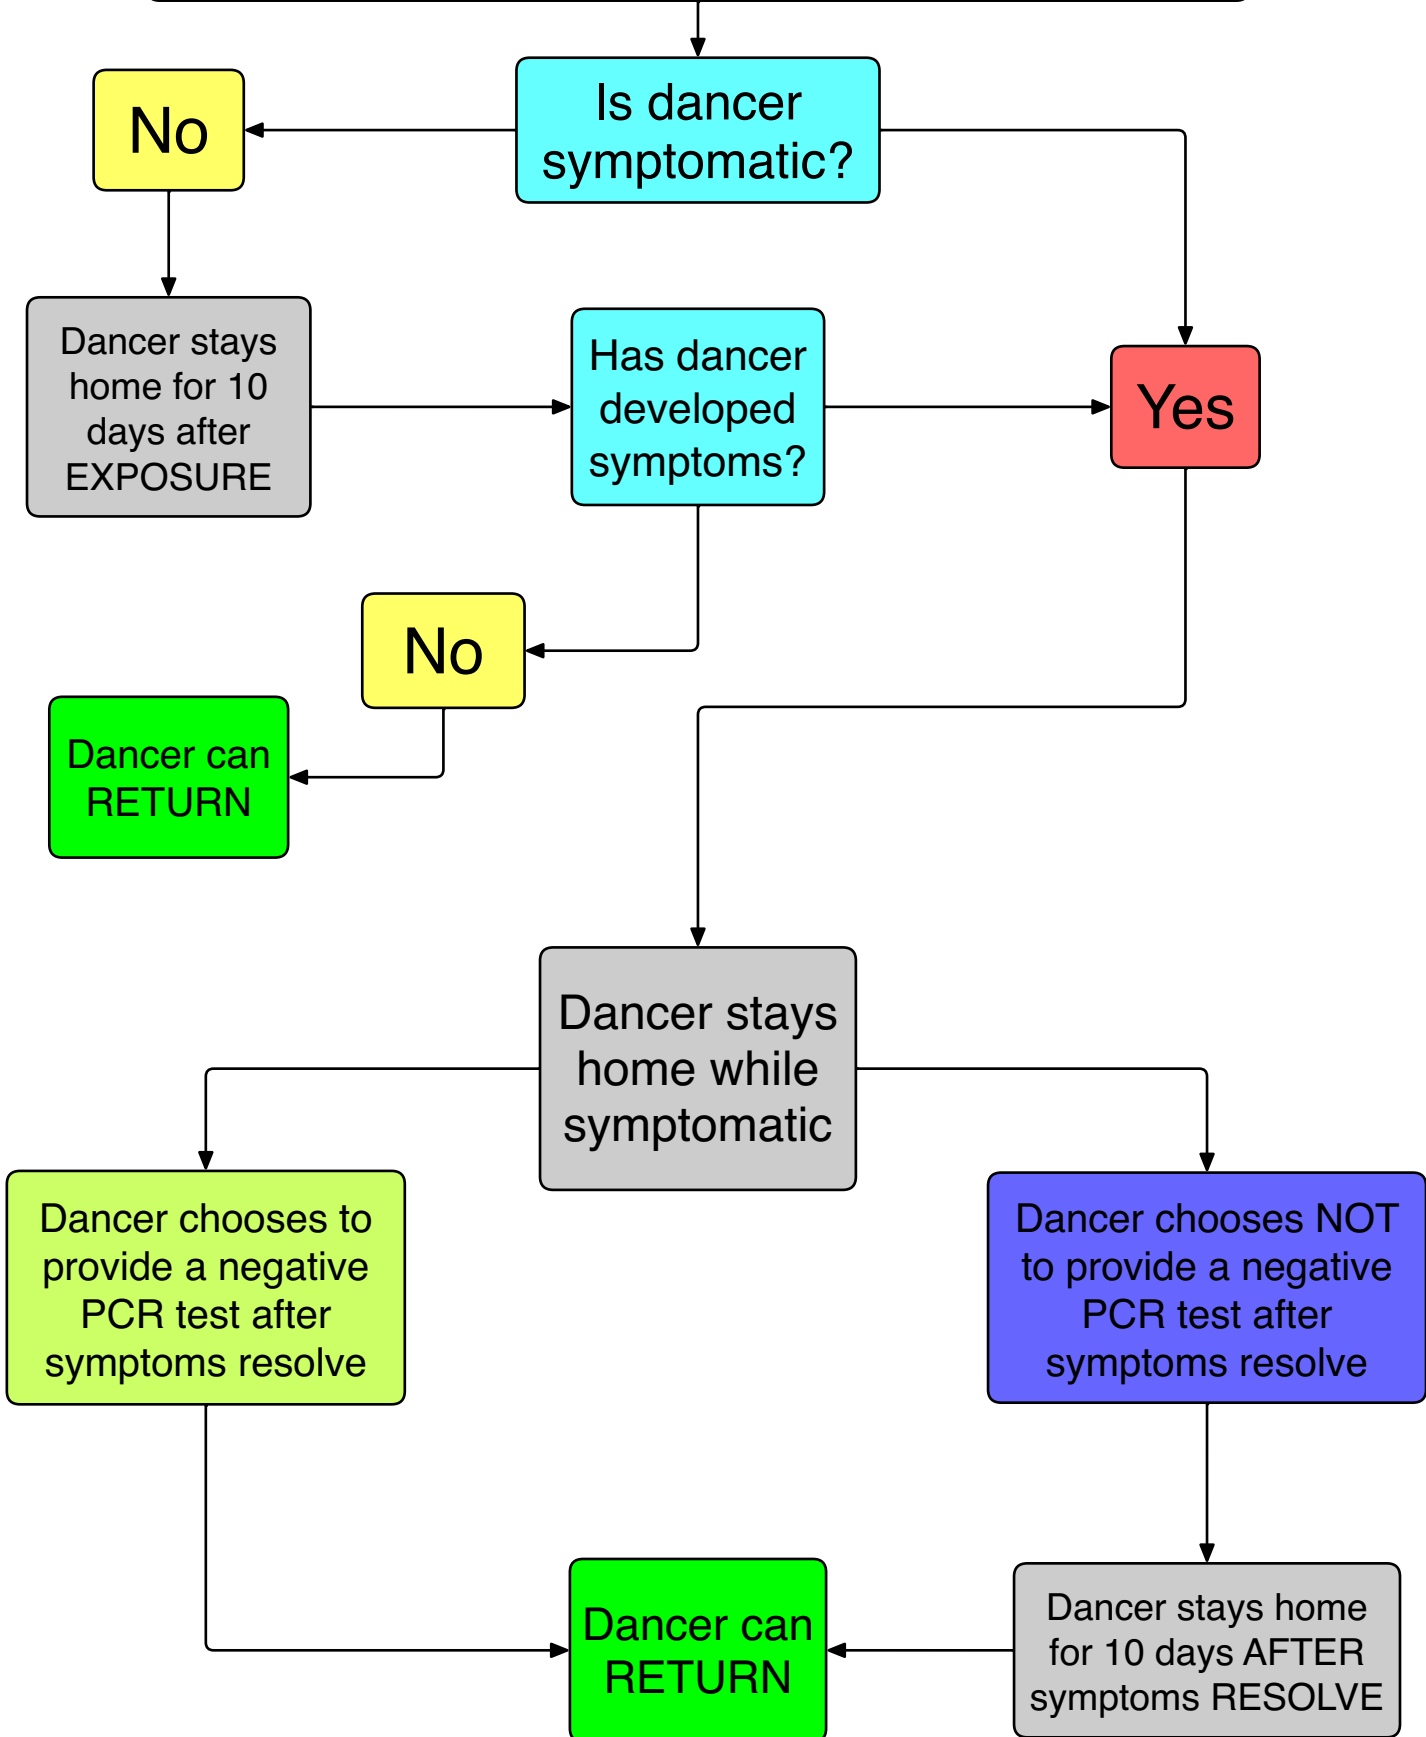 Is dancer
symptomatic?
No
Dancer stays
home for 10
days after
EXPOSURE
Has dancer
developed
symptoms?
Yes
No
Dancer can
RETURN
Dancer stays
home while
symptomatic
Dancer chooses to
provide a negative
PCR test after
symptoms resolve
Dancer chooses NOT
to provide a negative
PCR test after
symptoms resolve
Dancer can
RETURN
Dancer stays home
for 10 days AFTER
symptoms RESOLVE